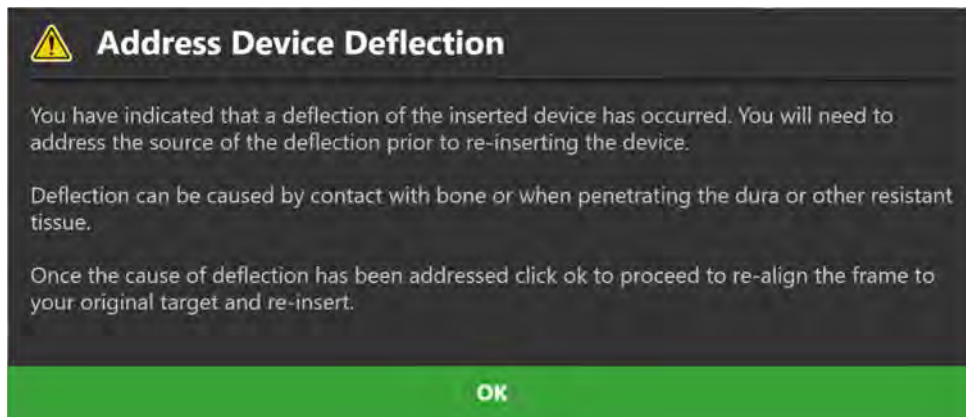 Address Device Deflection
You have indicated that a deflection of the inserted device has occurred. You will need to
address the source of the deflection prior to re-inserting the device.
Deflection can be caused by contact with bone or when penetrating the dura or other resistant
tissue.
Once the cause of deflection has been addressed click ok to proceed to re-align the frame to
your original target and re-insert.
OK